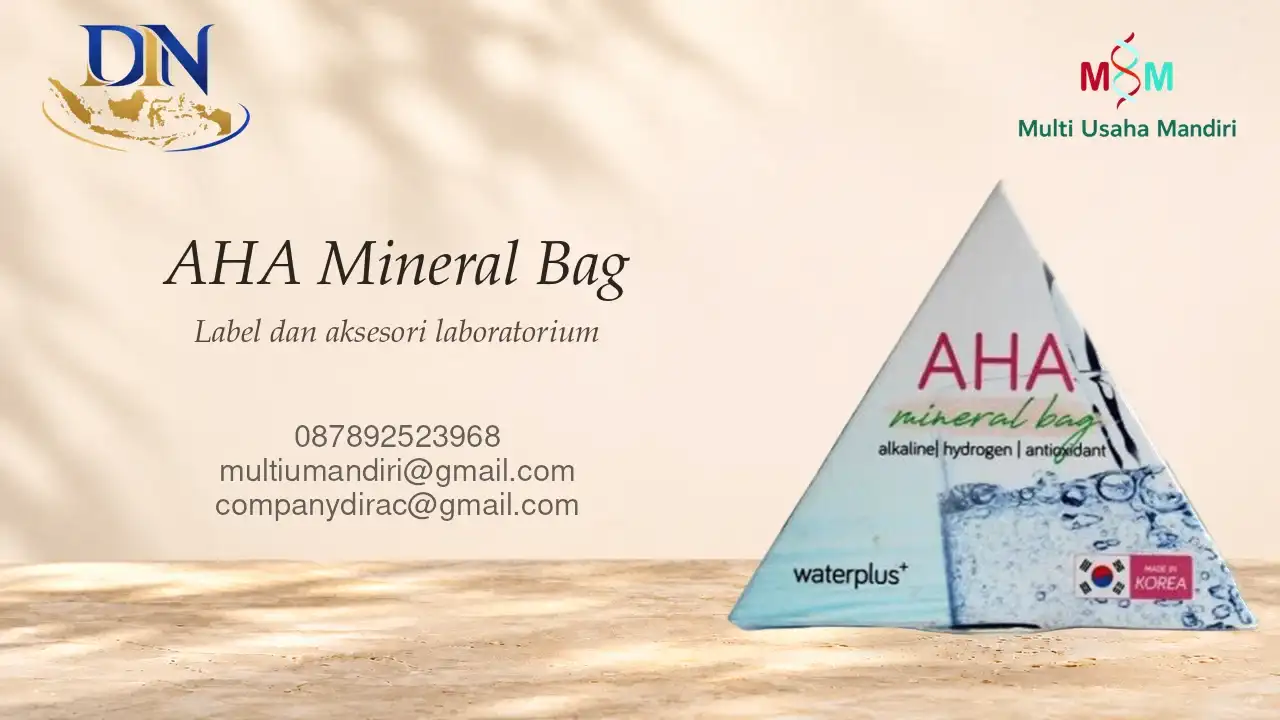 DN
M M
Multi Usaha Mandiri
AHA Mineral Bag
Label dan aksesori laboratorium
087892523968
multiumandiri@gmail.com
companydirac@gmail.com
AHA
mineral bag
alkaline| hydrogen | antioxidant
waterplus+
MADE IN
KOREA